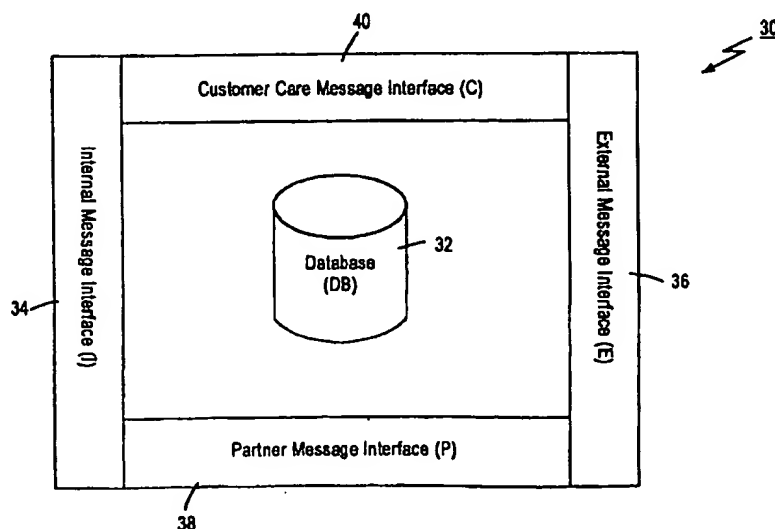 40
30
Customer Care Message Interface (C)
Internal Message Interface (I)
External Message Interface (E)
Database
(DB)
32
34
36
Partner Message Interface (P)
38